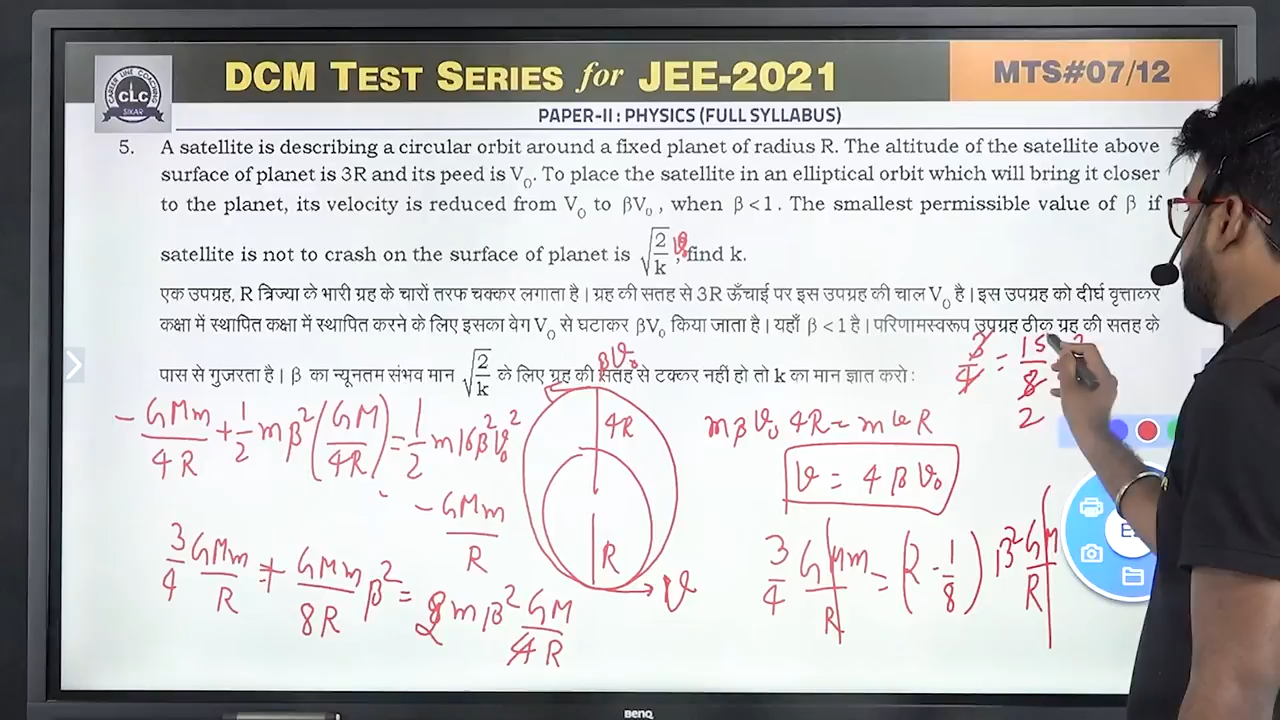 DCM TEST SERIES for JEE-2021
MTS#07/12
CAREER LINE COACHING
CLC
SIKAR
PAPER-II : PHYSICS (FULL SYLLABUS)
5. A satellite is describing a circular orbit around a fixed planet of radius R. The altitude of the satellite above
surface of planet is 3R and its peed is V₀. To place the satellite in an elliptical orbit which will bring it closer
to the planet, its velocity is reduced from V₀ to βV₀, when β < 1. The smallest permissible value of β if
satellite is not to crash on the surface of planet is √(2/k), find k.
एक उपग्रह, R त्रिज्या के भारी ग्रह के चारों तरफ चक्कर लगाता है। ग्रह की सतह से 3R ऊँचाई पर इस उपग्रह की चाल V₀ है। इस उपग्रह को दीर्घ वृत्ताकार
कक्षा में स्थापित कक्षा में स्थापित करने के लिए इसका वेग V₀ से घटाकर βV₀ किया जाता है। यहाँ β < 1 है। परिणामस्वरूप उपग्रह ठीक ग्रह की सतह के
पास से गुजरता है। β का न्यूनतम संभव मान √(2/k) के लिए ग्रह की सतह से टक्कर नहीं हो तो k का मान ज्ञात करो :
βV₀
4R
R
V
-GMm/4R + 1/2 mβ²(GM/4R) = 1/2 m16β²V₀²
- GMm/R
3/4 GMm/R + GMm/8R β² = 2mβ² GM/R
mβV₀ 4R = mVR
V = 4βV₀
3/4 GMm/R = (2 - 1/8) β² GM/R
3/4 = 15/8
2
BENQ